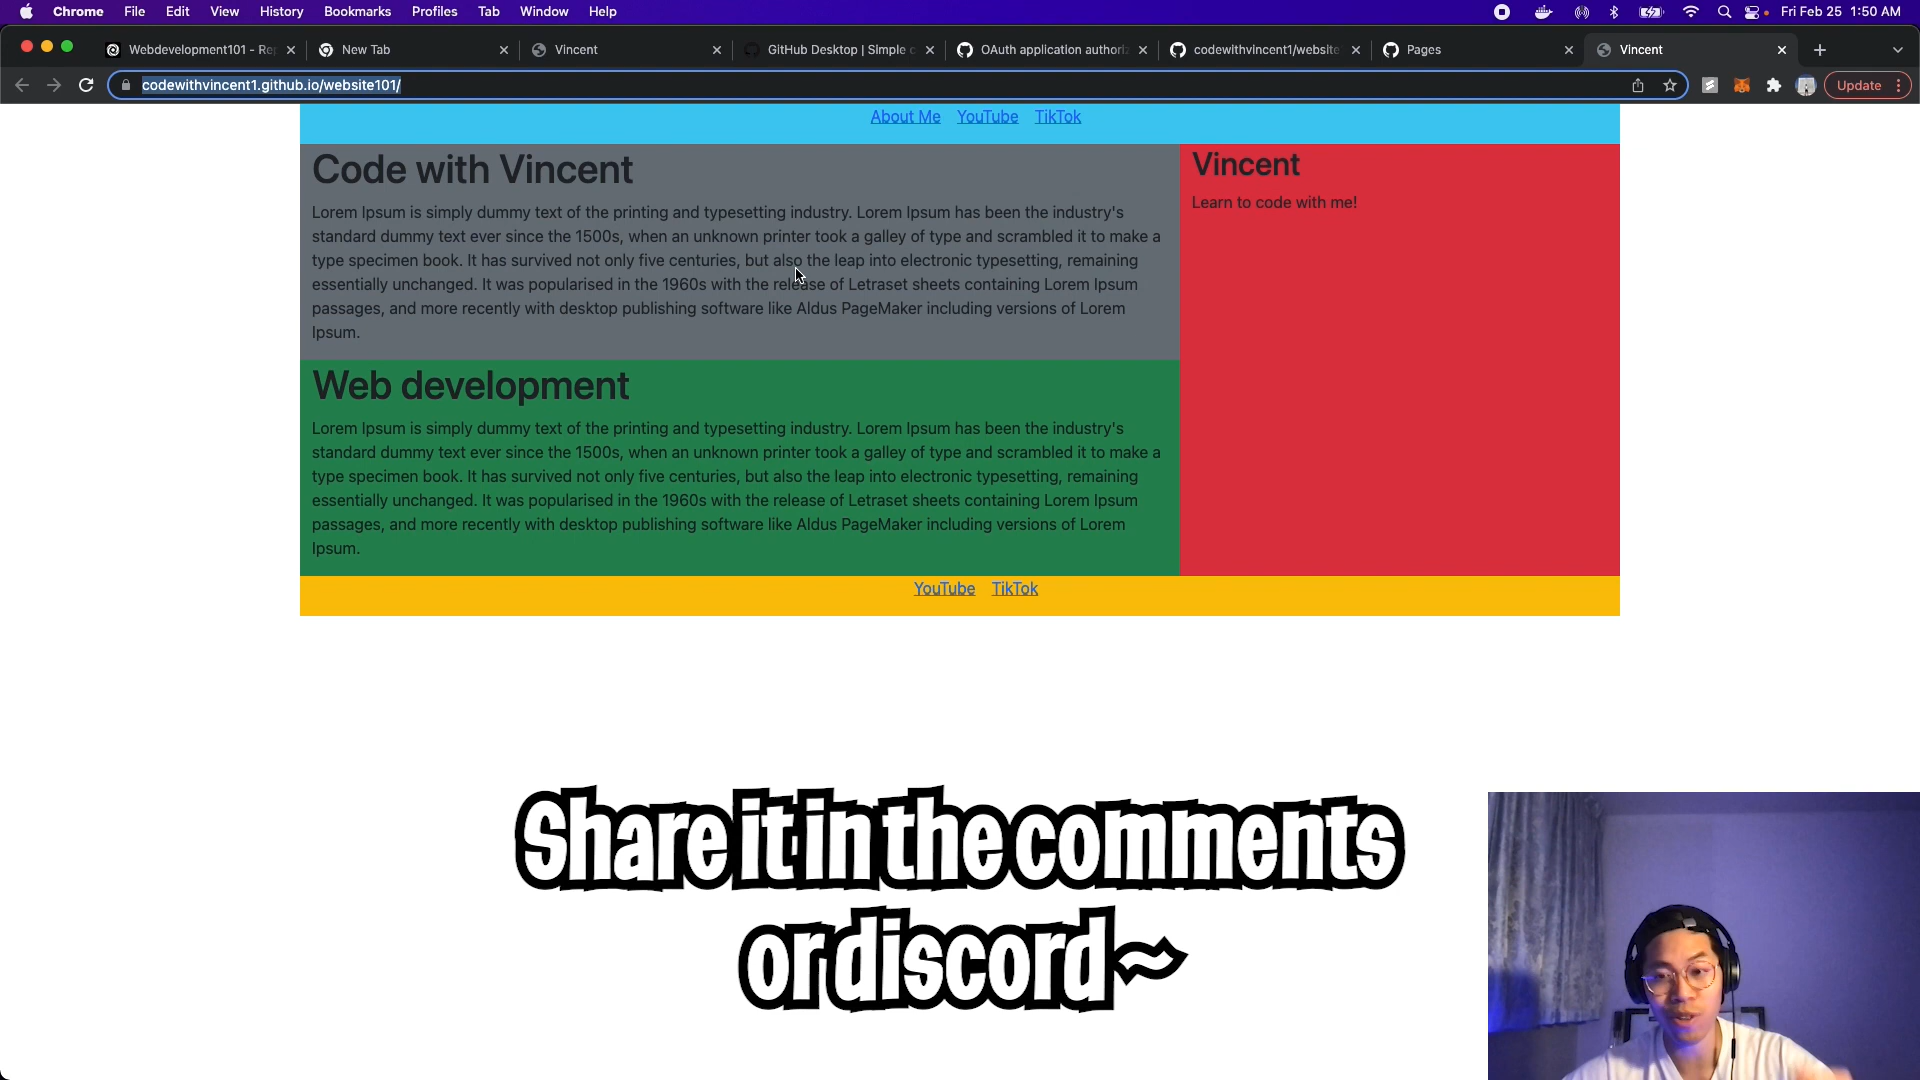 Chrome File Edit View History Bookmarks Profiles Tab Window Help Fri Feb 25 1:50 AM
Webdevelopment101 - Rep New Tab Vincent GitHub Desktop | Simple c OAuth application authoriz codewithvincent1/website Pages Vincent
codewithvincent1.github.io/website101/ Update
About Me YouTube TikTok
Code with Vincent
Lorem Ipsum is simply dummy text of the printing and typesetting industry. Lorem Ipsum has been the industry's
standard dummy text ever since the 1500s, when an unknown printer took a galley of type and scrambled it to make a
type specimen book. It has survived not only five centuries, but also the leap into electronic typesetting, remaining
essentially unchanged. It was popularised in the 1960s with the release of Letraset sheets containing Lorem Ipsum
passages, and more recently with desktop publishing software like Aldus PageMaker including versions of Lorem
Ipsum.
Vincent
Learn to code with me!
Web development
Lorem Ipsum is simply dummy text of the printing and typesetting industry. Lorem Ipsum has been the industry's
standard dummy text ever since the 1500s, when an unknown printer took a galley of type and scrambled it to make a
type specimen book. It has survived not only five centuries, but also the leap into electronic typesetting, remaining
essentially unchanged. It was popularised in the 1960s with the release of Letraset sheets containing Lorem Ipsum
passages, and more recently with desktop publishing software like Aldus PageMaker including versions of Lorem
Ipsum.
YouTube TikTok
Share it in the comments
or discord~